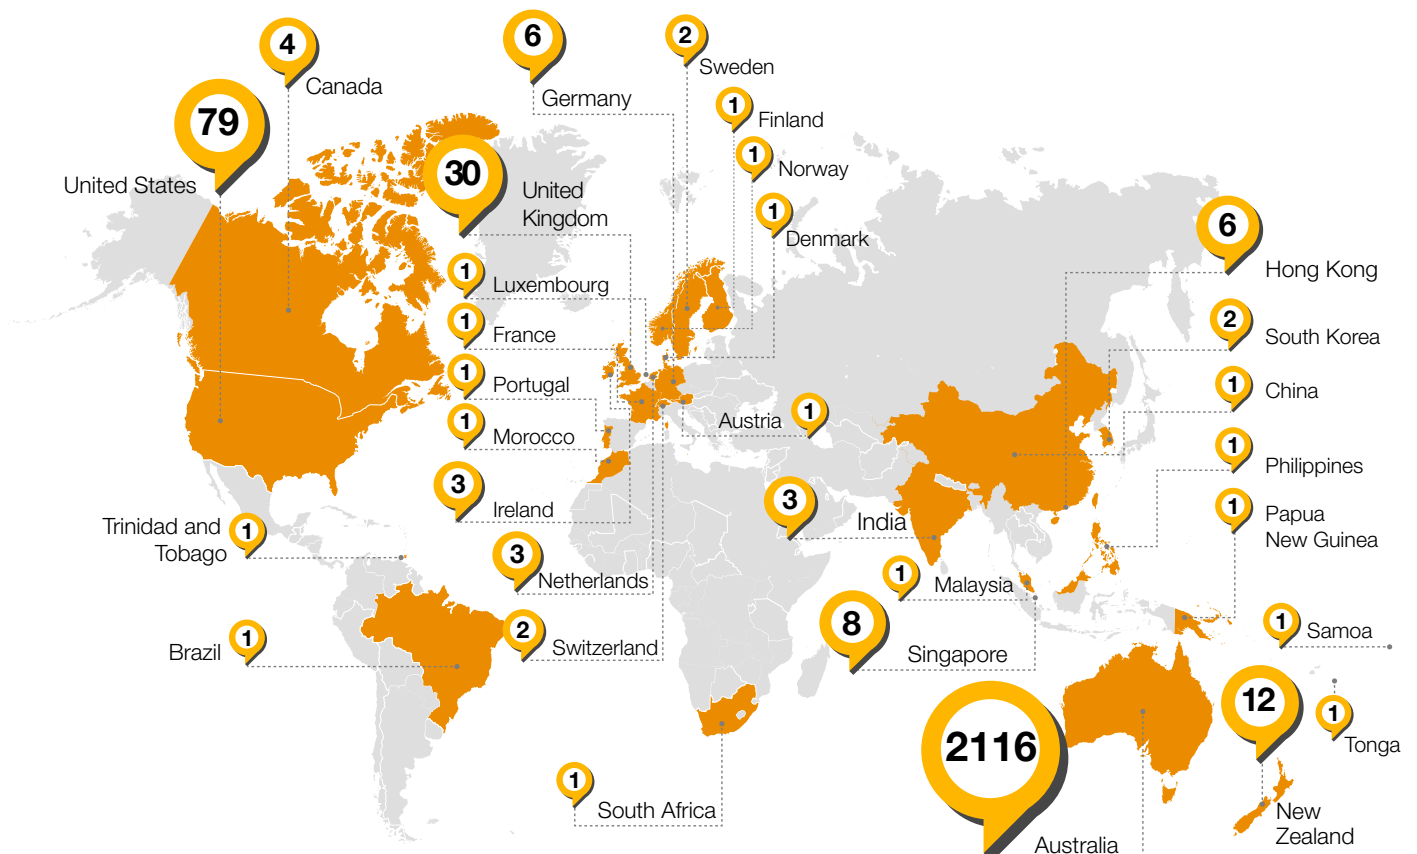 4
Canada
79
United States
6
Germany
2
Sweden
1
Finland
1
Norway
1
Denmark
30
United
Kingdom
1
Luxembourg
1
France
1
Portugal
1
Morocco
3
Ireland
3
Netherlands
2
Switzerland
Austria
1
6
Hong Kong
2
South Korea
1
China
1
Philippines
1
Papua
New Guinea
3
India
1
Malaysia
8
Singapore
1
Samoa
1
Tonga
Trinidad and
Tobago
1
Brazil
1
1
South Africa
2116
Australia
12
New
Zealand